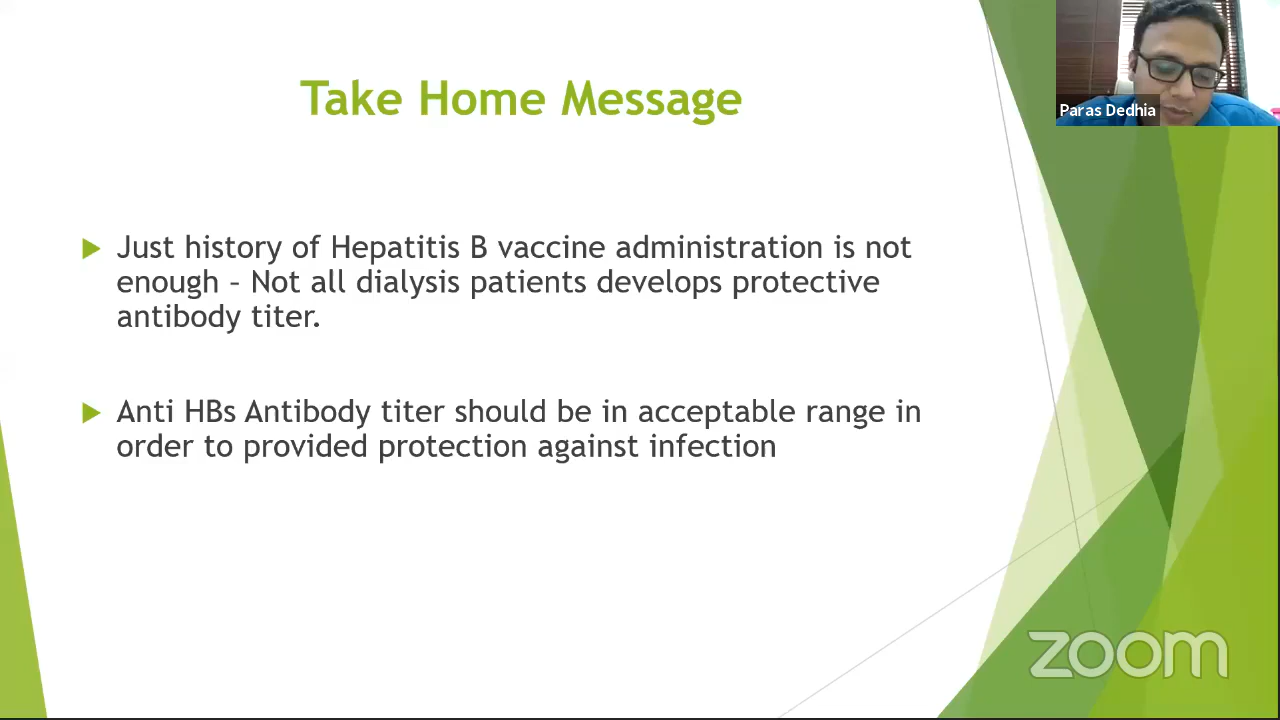 Take Home Message
Paras Dedhia
Just history of Hepatitis B vaccine administration is not
enough – Not all dialysis patients develops protective
antibody titer.
Anti HBs Antibody titer should be in acceptable range in
order to provided protection against infection
zoom